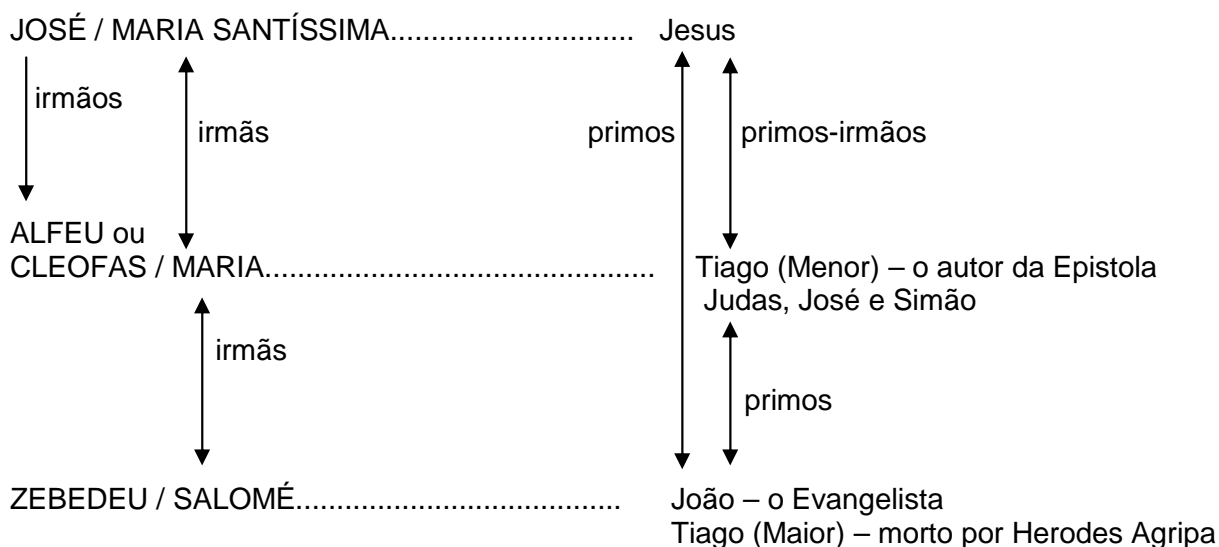 JOSÉ / MARIA SANTÍSSIMA.............................. Jesus
irmãos
irmãs
primos
primos-irmãos
ALFEU ou
CLEOFAS / MARIA................................................ Tiago (Menor) – o autor da Epistola
Judas, José e Simão
irmãs
primos
ZEBEDEU / SALOMÉ........................................ João – o Evangelista
Tiago (Maior) – morto por Herodes Agripa